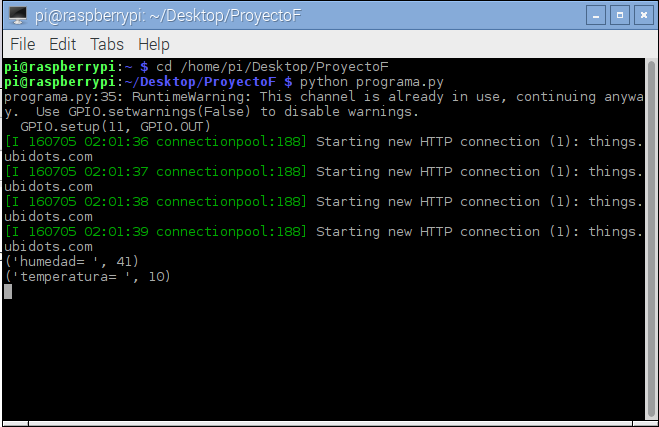 pi@raspberrypi: ~/Desktop/ProyectoF
File Edit Tabs Help
pi@raspberrypi:~ $ cd /home/pi/Desktop/ProyectoF
pi@raspberrypi:~/Desktop/ProyectoF $ python programa.py
programa.py:35: RuntimeWarning: This channel is already in use, continuing anywa
y.  Use GPIO.setwarnings(False) to disable warnings.
  GPIO.setup(11, GPIO.OUT)
[I 160705 02:01:36 connectionpool:188] Starting new HTTP connection (1): things.
ubidots.com
[I 160705 02:01:37 connectionpool:188] Starting new HTTP connection (1): things.
ubidots.com
[I 160705 02:01:38 connectionpool:188] Starting new HTTP connection (1): things.
ubidots.com
[I 160705 02:01:39 connectionpool:188] Starting new HTTP connection (1): things.
ubidots.com
('humedad= ', 41)
('temperatura= ', 10)